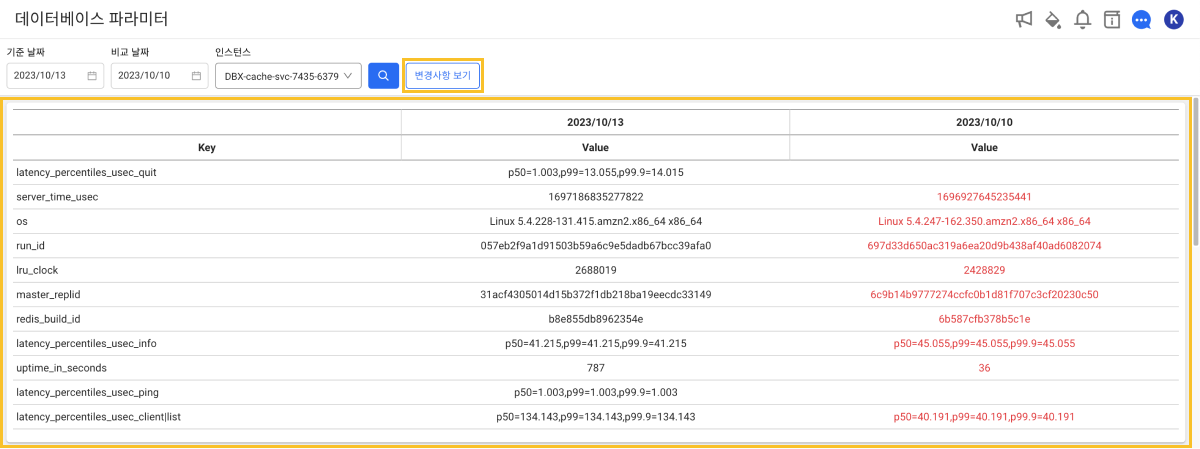 데이터베이스 파라미터
K
기준 날짜 비교 날짜 인스턴스
2023/10/13 2023/10/10 DBX-cache-svc-7435-6379 변경사항 보기
2023/10/13 2023/10/10
Key Value Value
latency_percentiles_usec_quit p50=1.003,p99=13.055,p99.9=14.015
server_time_usec 1697186835277822 1696927645235441
os Linux 5.4.228-131.415.amzn2.x86_64 x86_64 Linux 5.4.247-162.350.amzn2.x86_64 x86_64
run_id 057eb2f9a1d91503b59a6c9e5dadb67bcc39afa0 697d33d650ac319a6ea20d9b438af40ad6082074
lru_clock 2688019 2428829
master_replid 31acf4305014d15b372f1db218ba19eecdc33149 6c9b14b9777274ccfc0b1d81f707c3cf20230c50
redis_build_id b8e855db8962354e 6b587cfb378b5c1e
latency_percentiles_usec_info p50=41.215,p99=41.215,p99.9=41.215 p50=45.055,p99=45.055,p99.9=45.055
uptime_in_seconds 787 36
latency_percentiles_usec_ping p50=1.003,p99=1.003,p99.9=1.003
latency_percentiles_usec_client|list p50=134.143,p99=134.143,p99.9=134.143 p50=40.191,p99=40.191,p99.9=40.191